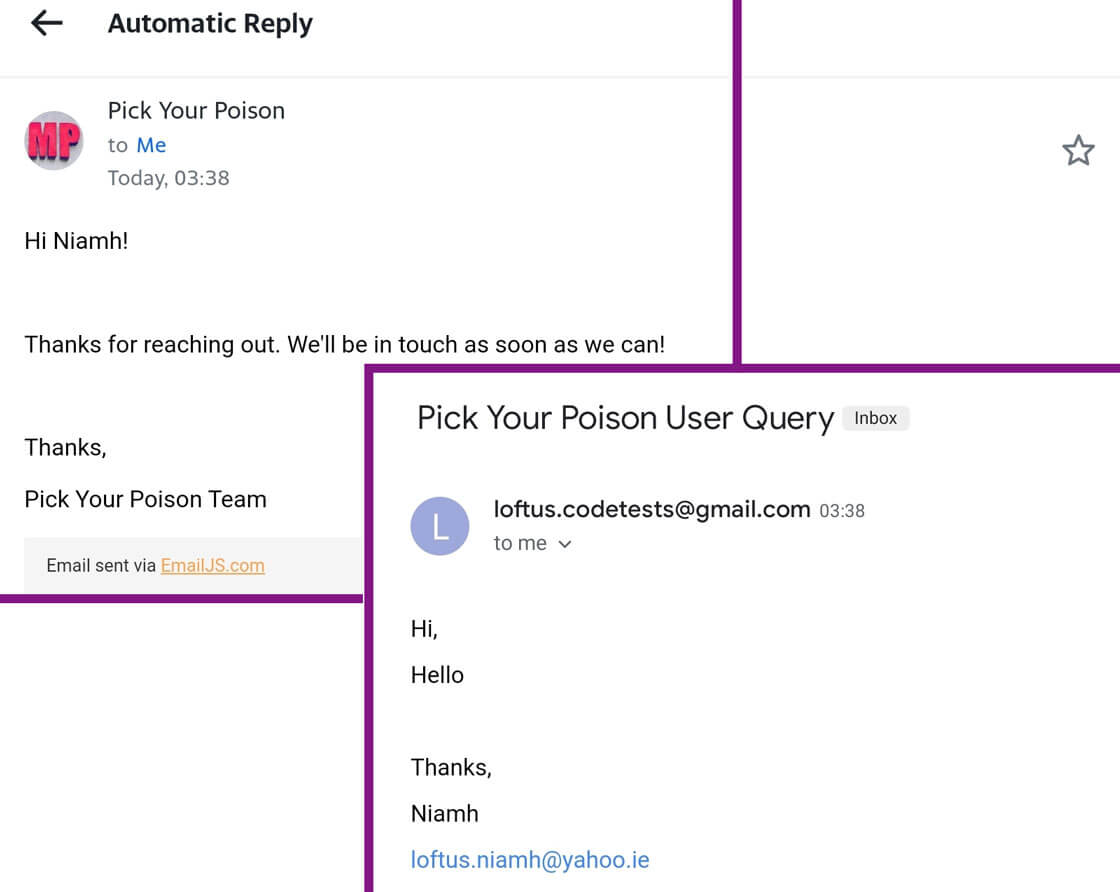 Automatic Reply
MP
Pick Your Poison
to Me
Today, 03:38
Hi Niamh!
Thanks for reaching out. We'll be in touch as soon as we can!
Thanks,
Pick Your Poison Team
Email sent via EmailJS.com
Pick Your Poison User Query Inbox
L
loftus.codetests@gmail.com 03:38
to me
Hi,
Hello
Thanks,
Niamh
loftus.niamh@yahoo.ie